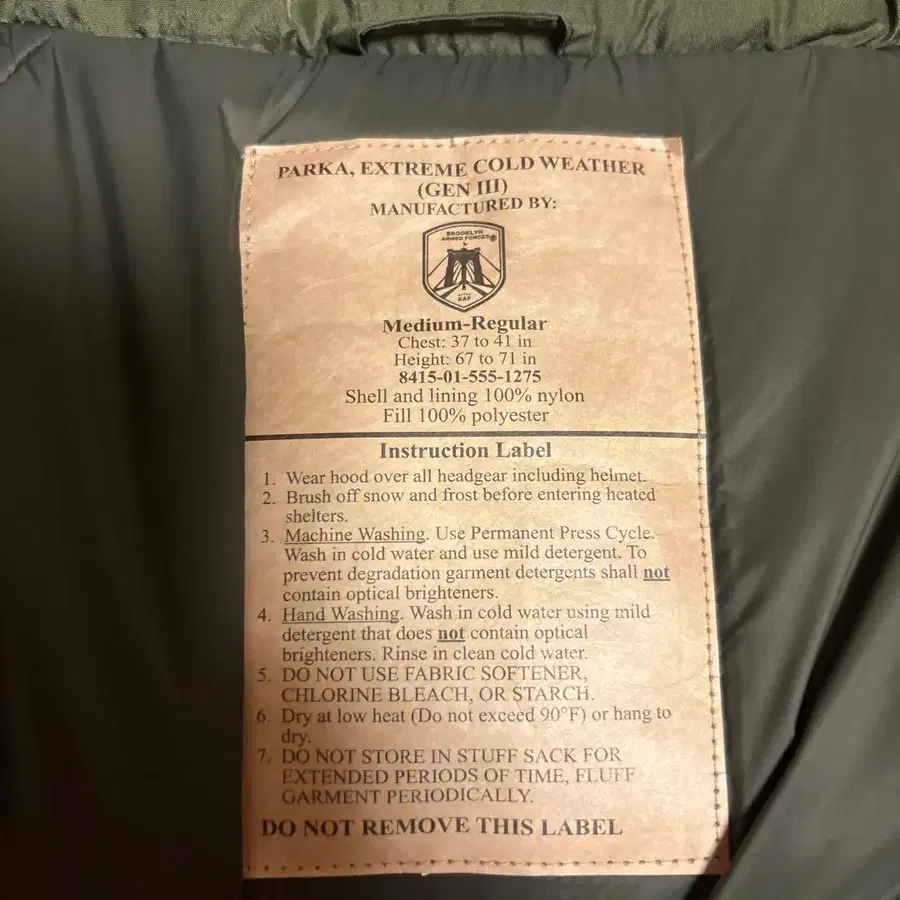 PARKA, EXTREME COLD WEATHER
(GEN III)
MANUFACTURED BY:
BROOKLYN
ARMED FORCES®
BAF
Medium-Regular
Chest: 37 to 41 in
Height: 67 to 71 in
8415-01-555-1275
Shell and lining 100% nylon
Fill 100% polyester
Instruction Label
1. Wear hood over all headgear including helmet.
2. Brush off snow and frost before entering heated
shelters.
3. Machine Washing. Use Permanent Press Cycle.
Wash in cold water and use mild detergent. To
prevent degradation garment detergents shall not
contain optical brighteners.
4. Hand Washing. Wash in cold water using mild
detergent that does not contain optical
brighteners. Rinse in clean cold water.
5. DO NOT USE FABRIC SOFTENER,
CHLORINE BLEACH, OR STARCH.
6. Dry at low heat (Do not exceed 90°F) or hang to
dry.
7. DO NOT STORE IN STUFF SACK FOR
EXTENDED PERIODS OF TIME, FLUFF
GARMENT PERIODICALLY.
DO NOT REMOVE THIS LABEL